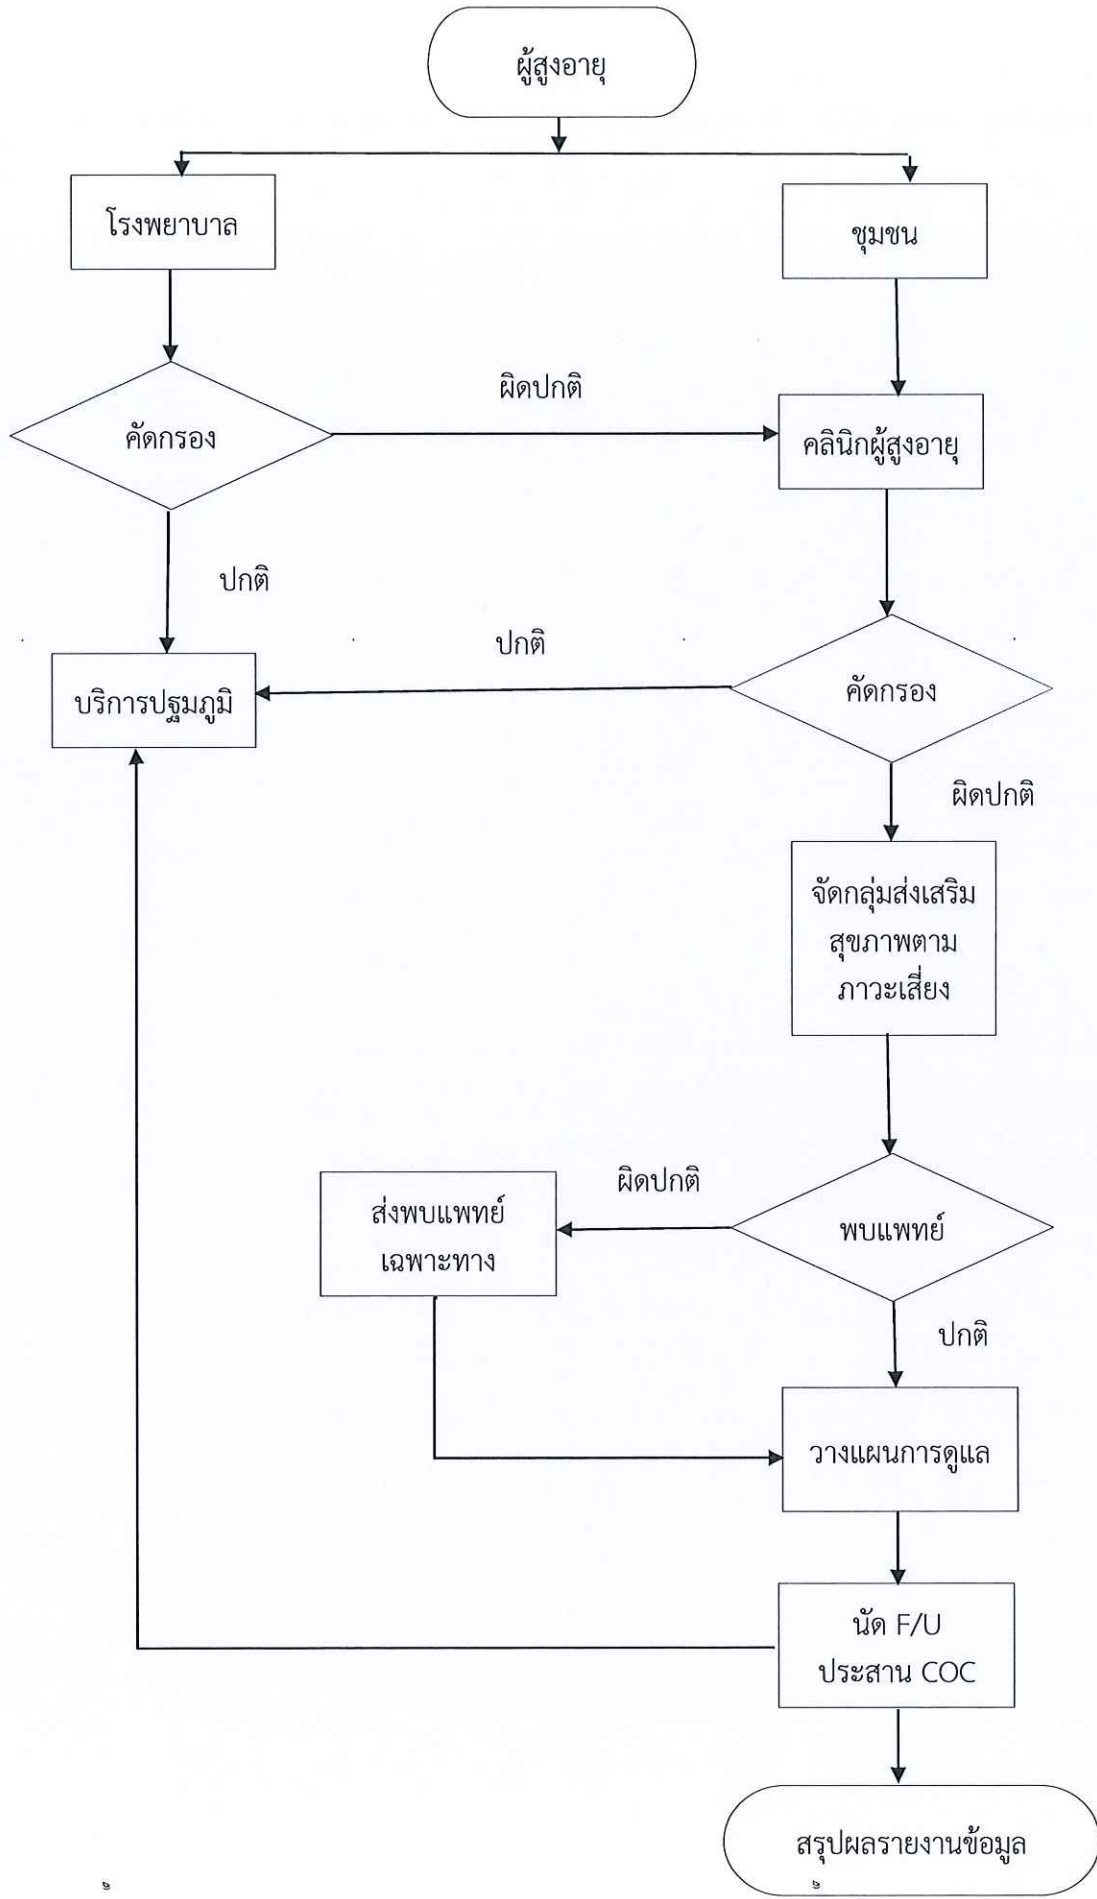 ผู้สูงอายุ
โรงพยาบาล
ชุมชน
ผิดปกติ
คัดกรอง
คลินิกผู้สูงอายุ
ปกติ
ปกติ
บริการปฐมภูมิ
คัดกรอง
ผิดปกติ
จัดกลุ่มส่งเสริม
สุขภาพตาม
ภาวะเสี่ยง
ผิดปกติ
ส่งพบแพทย์
เฉพาะทาง
พบแพทย์
ปกติ
วางแผนการดูแล
นัด F/U
ประสาน COC
สรุปผลรายงานข้อมูล